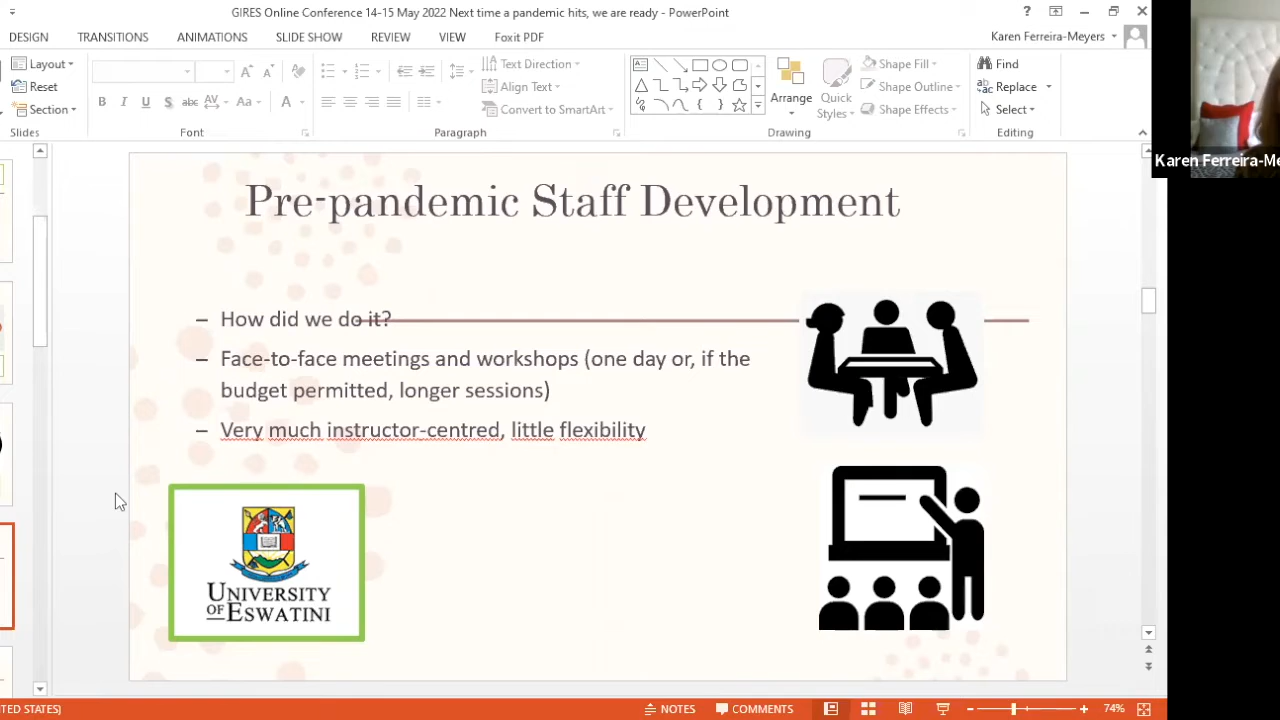 GIRES Online Conference 14-15 May 2022 Next time a pandemic hits, we are ready - PowerPoint
?
DESIGN TRANSITIONS ANIMATIONS SLIDE SHOW REVIEW VIEW Foxit PDF
Karen Ferreira-Meyers
Layout
Reset
Section
Slides
B I U S abc AV Aa A
Font
Text Direction
Align Text
Convert to SmartArt
Paragraph
Arrange
Quick
Styles
Shape Fill
Shape Outline
Shape Effects
Drawing
Find
Replace
Select
Editing
Karen Ferreira-Me
Pre-pandemic Staff Development
– How did we do it?
– Face-to-face meetings and workshops (one day or, if the
budget permitted, longer sessions)
– Very much instructor-centred, little flexibility
UNIVERSITY
OF ESWATINI
ITED STATES)
NOTES
COMMENTS
74%